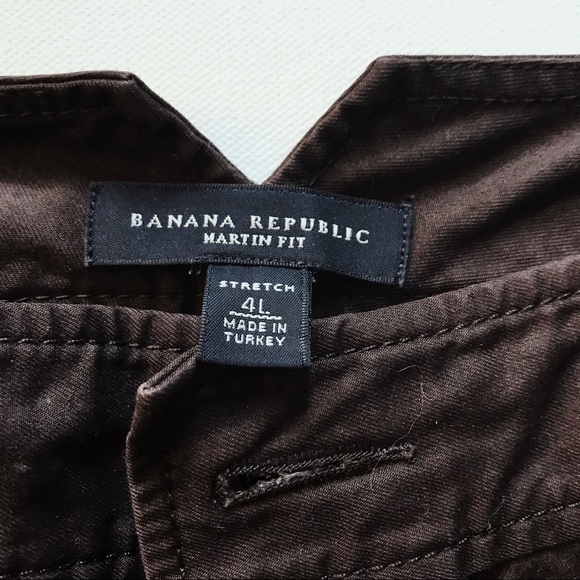 BANANA REPUBLIC
MARTIN FIT
STRETCH
4L
MADE IN
TURKEY